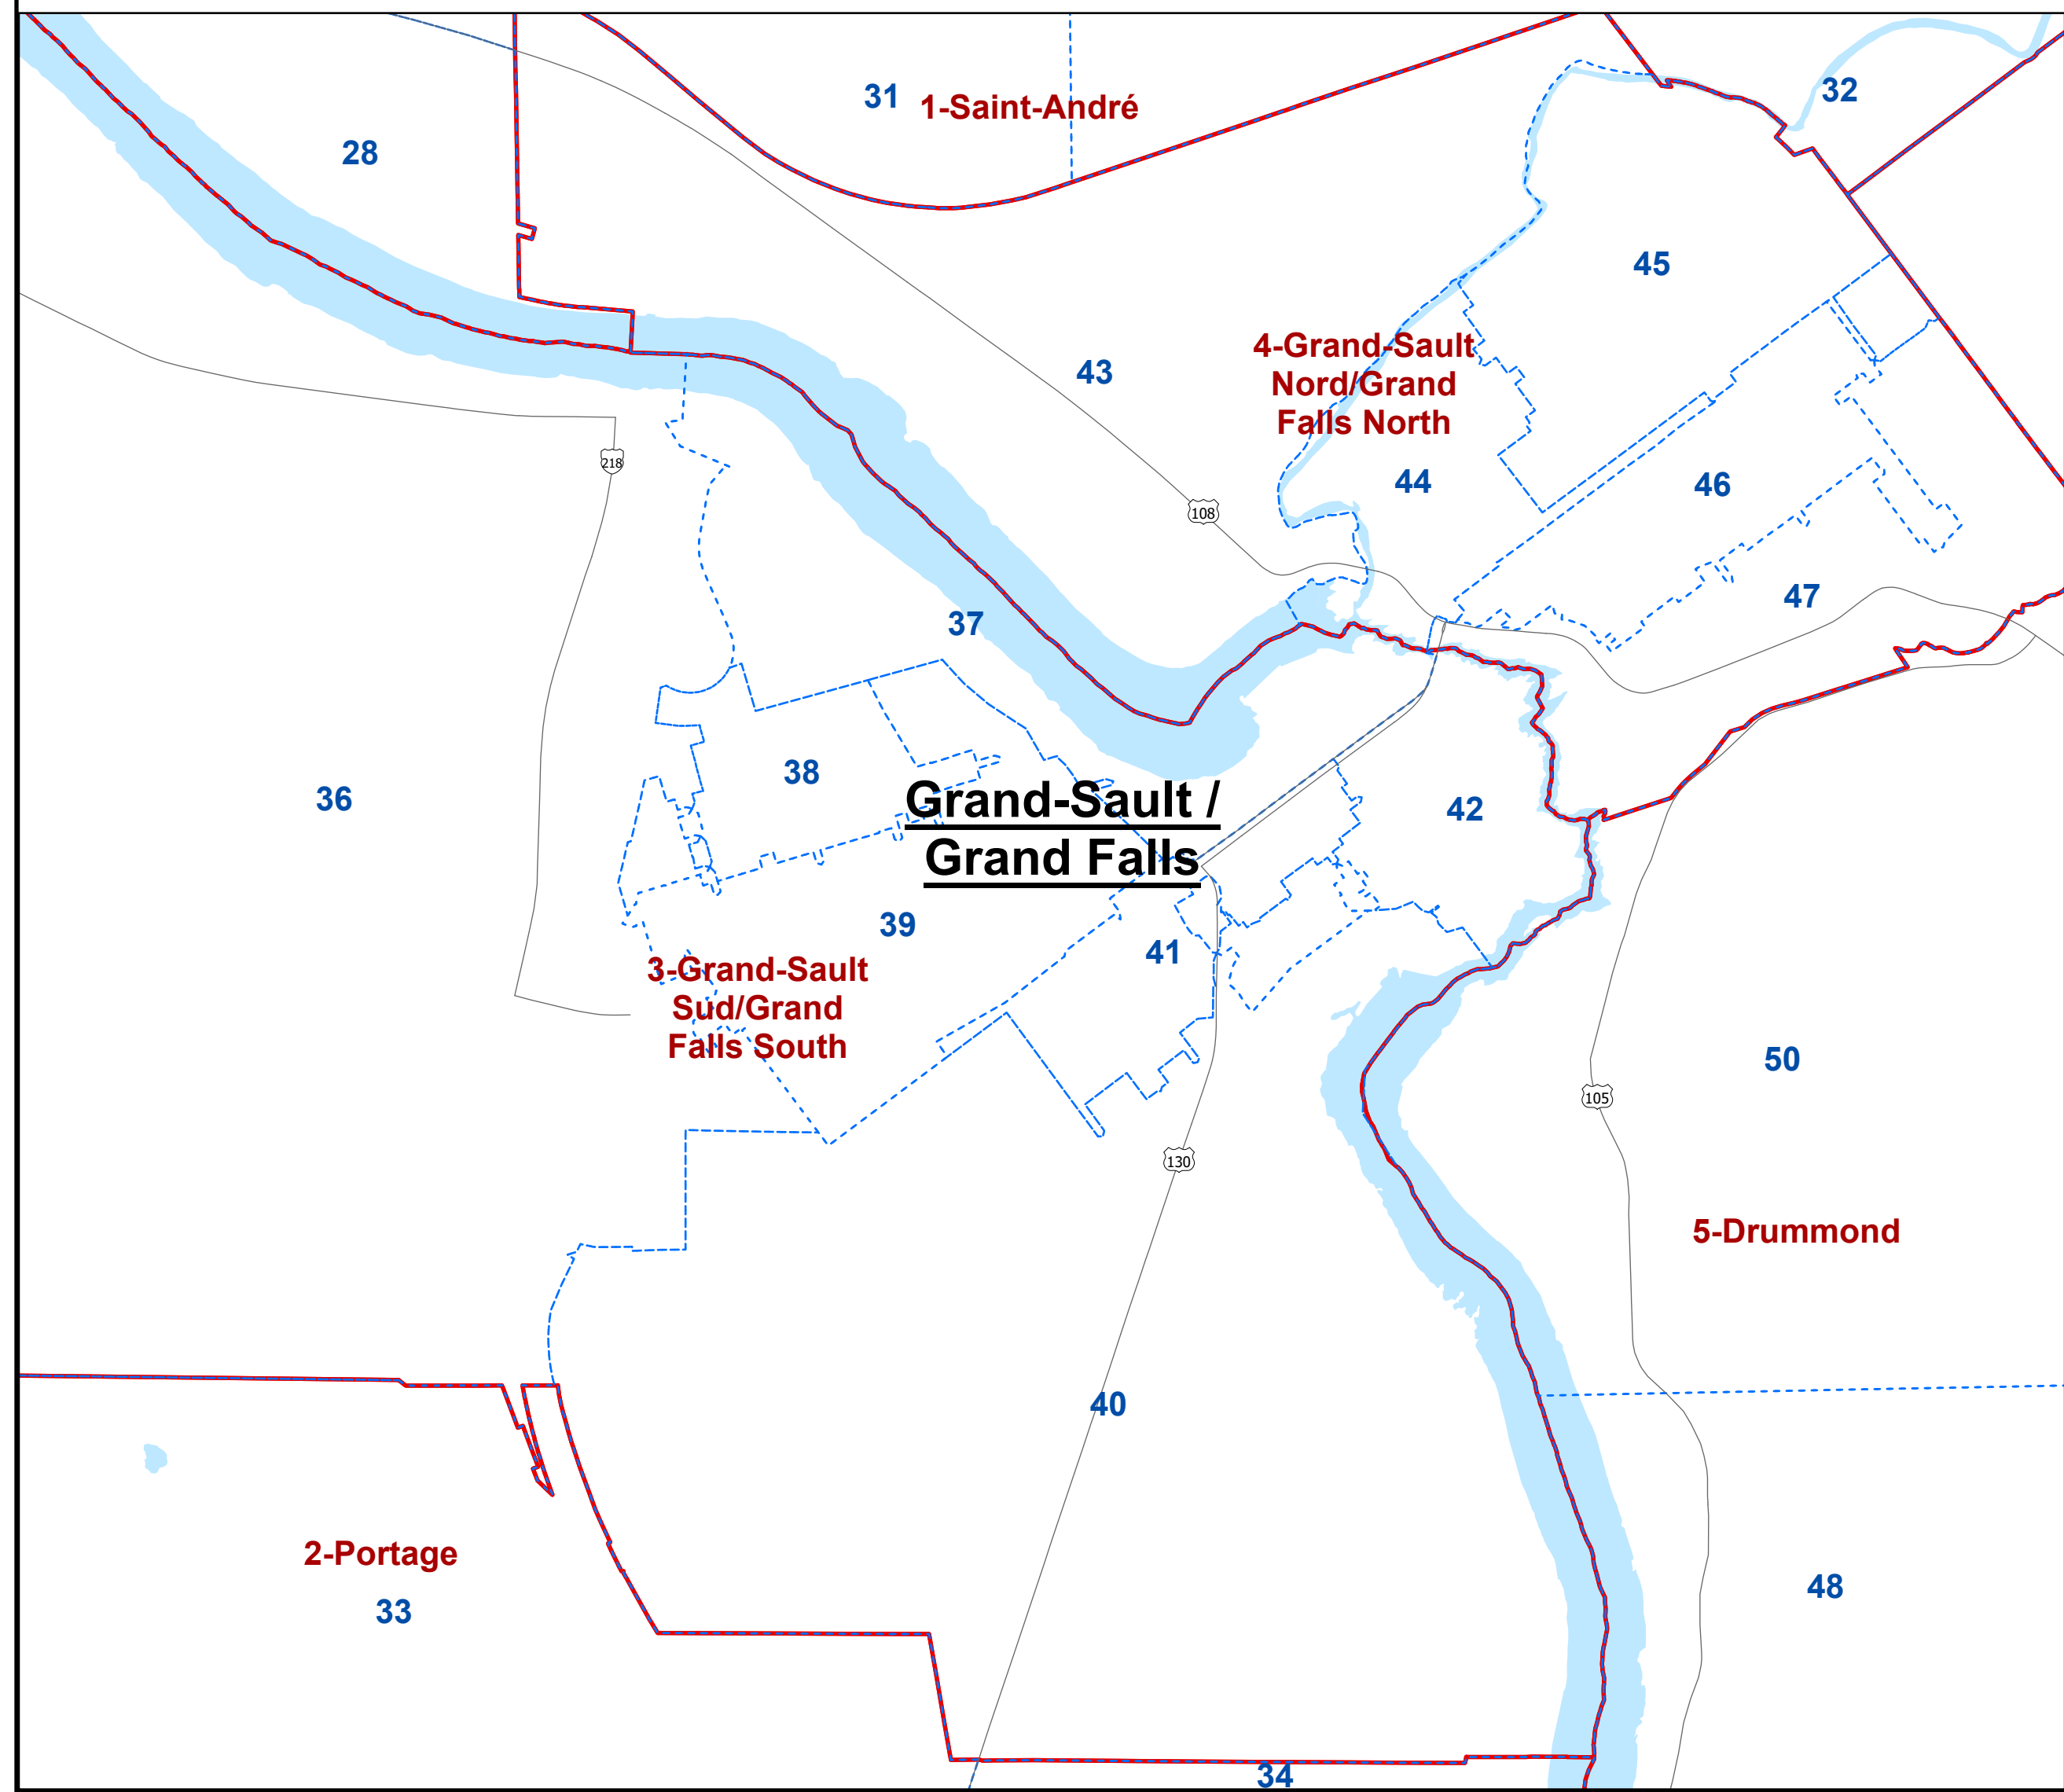 32
31
1-Saint-André
28
45
4-Grand-Sault
Nord/Grand
Falls North
43
218
44
46
108
47
37
38
36
Grand-Sault /
Grand Falls
42
39
41
3-Grand-Sault
Sud/Grand
Falls South
50
105
130
5-Drummond
40
2-Portage
48
33
34